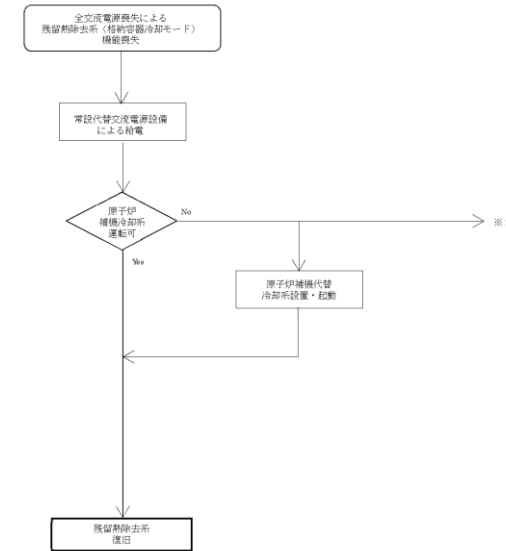 全交流電源喪失による
残留熱除去系（格納容器冷却モード）
機能喪失
常設代替交流電源設備
による給電
原子炉
補機冷却系
運転可
No
※
Yes
原子炉補機代替
冷却系設置・起動
残留熱除去系
復旧